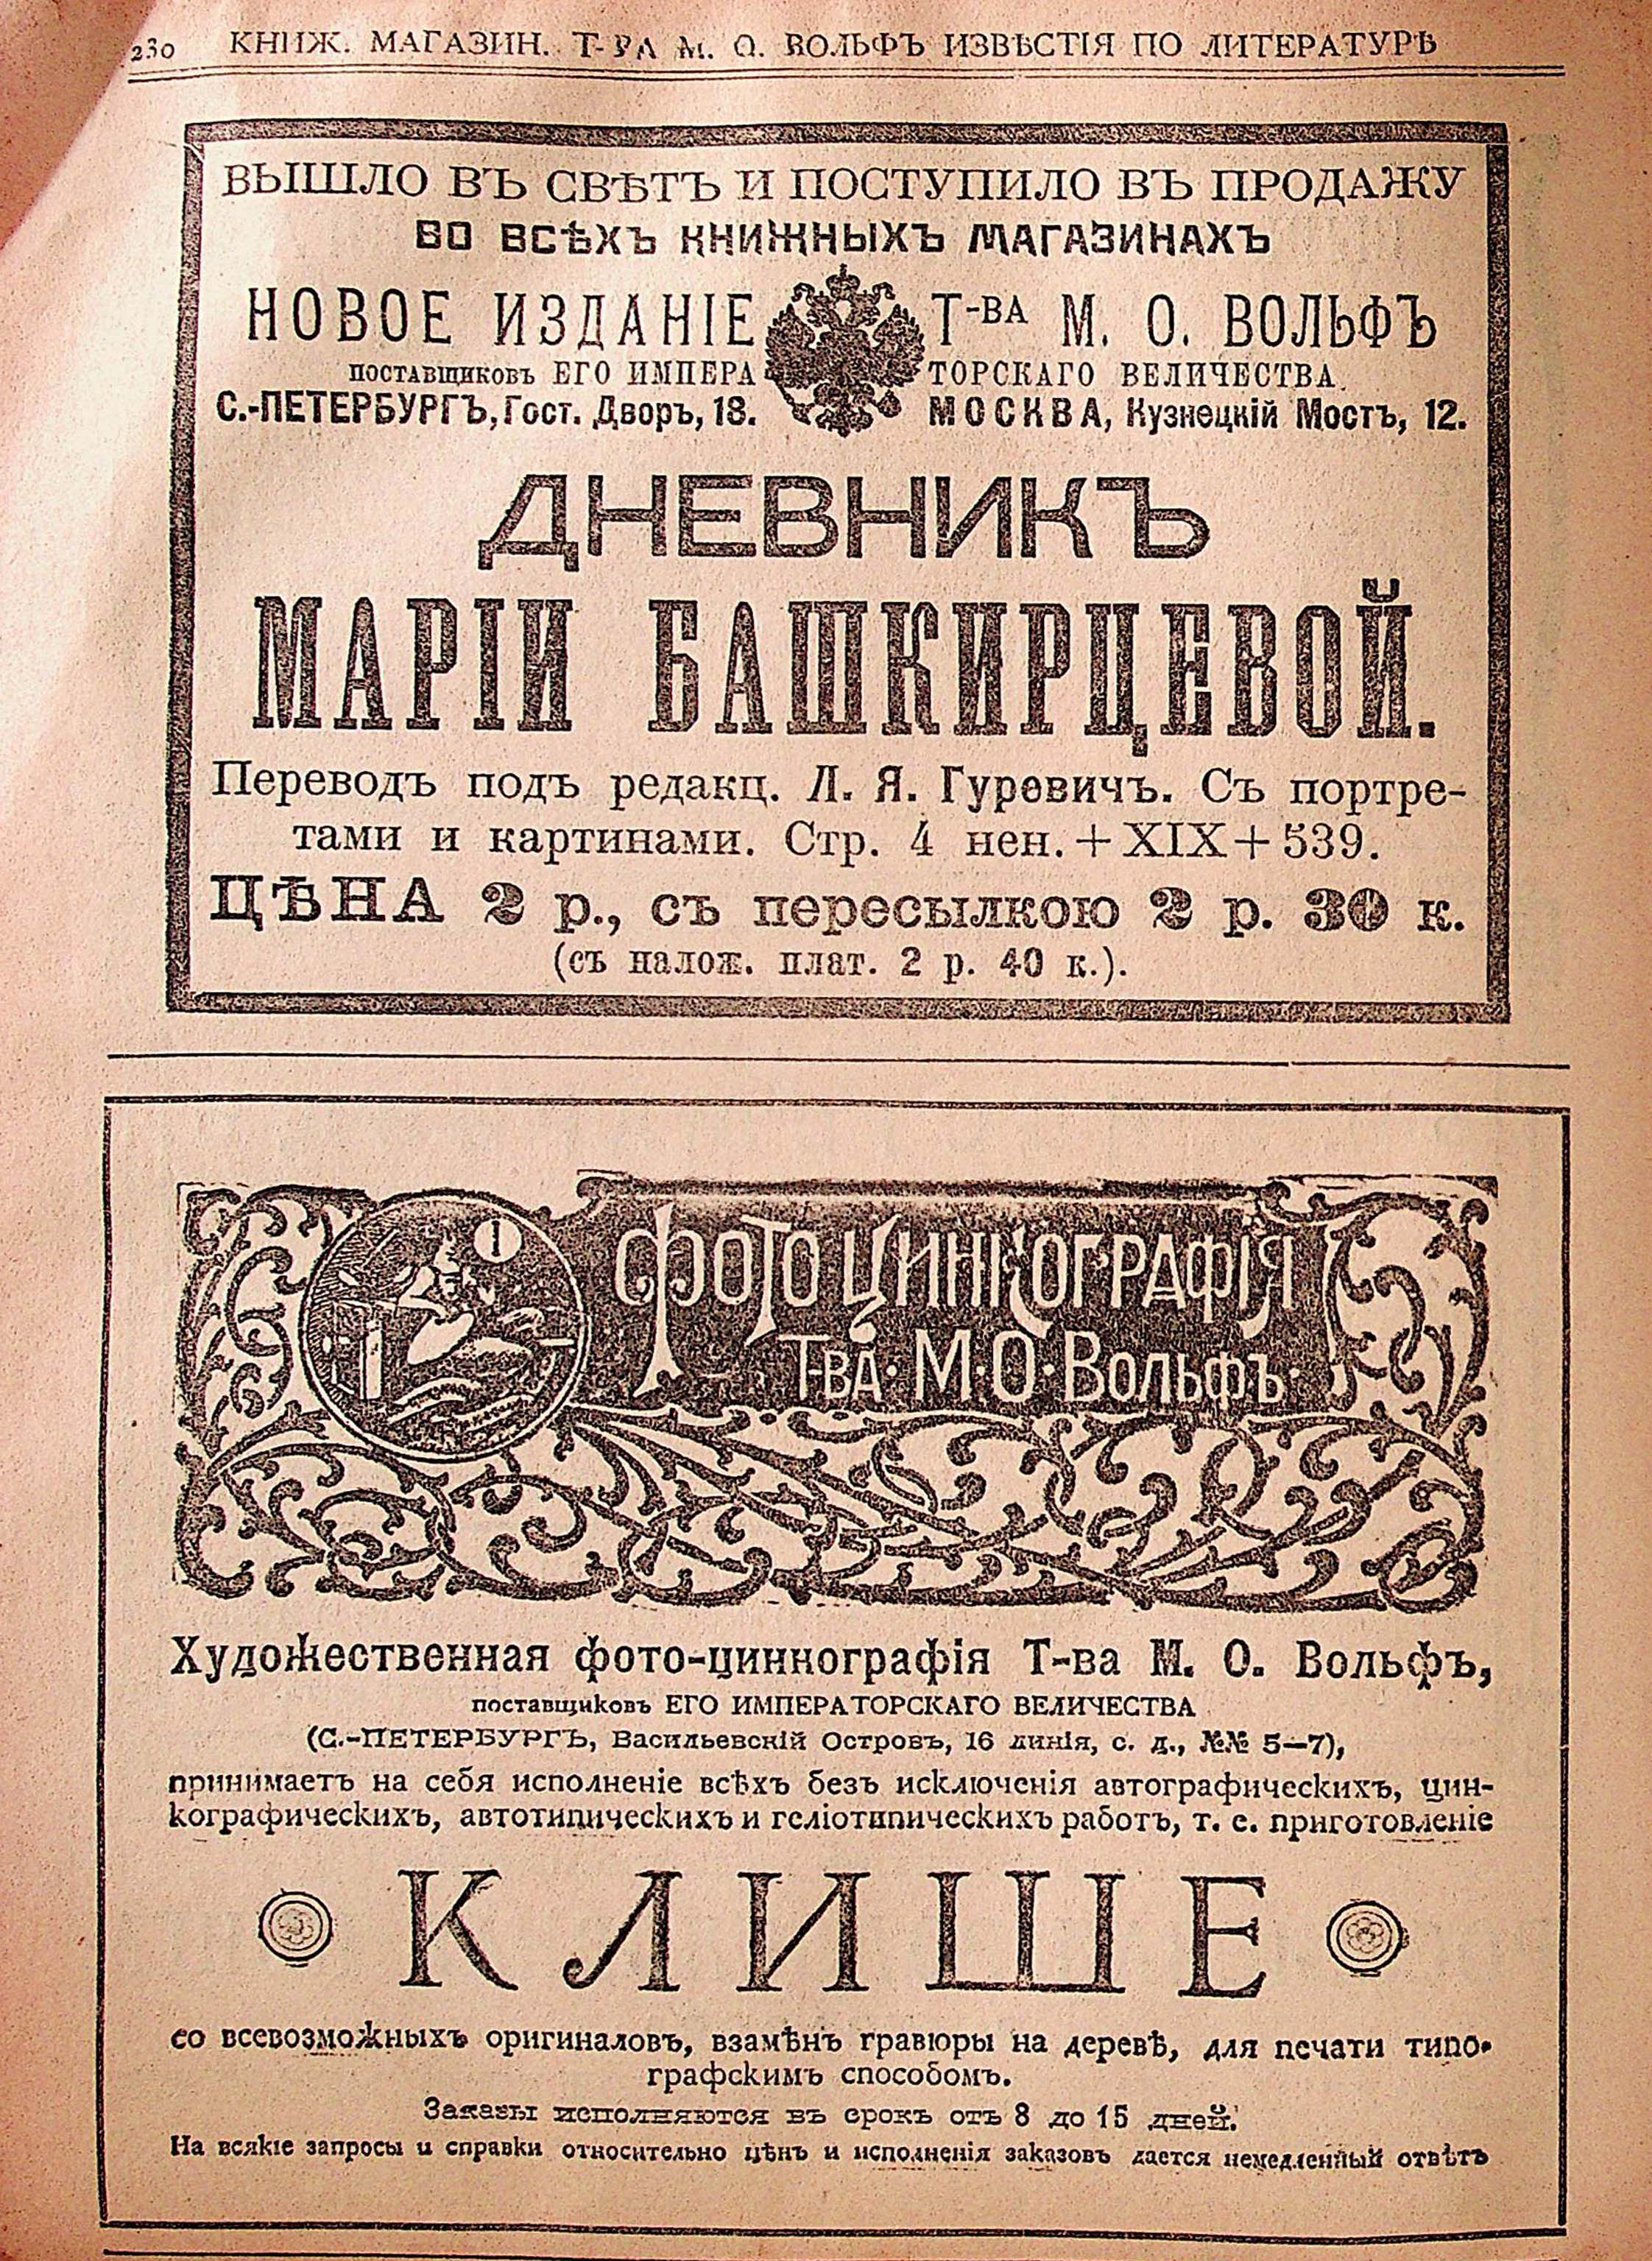 230 КНИЖ. МАГАЗИН. Т-ВА М. О. ВОЛЬФЪ ИЗВѢСТІЯ ПО ЛИТЕРАТУРѢ
ВЫШЛО ВЪ СВѢТЪ И ПОСТУПИЛО ВЪ ПРОДАЖУ
ВО ВСѢХЪ КНИЖНЫХЪ МАГАЗИНАХЪ
НОВОЕ ИЗДАНІЕ Т-ВА М. О. ВОЛЬФЪ
ПОСТАВЩИКОВЪ ЕГО ИМПЕРАТОРСКАГО ВЕЛИЧЕСТВА.
С.-ПЕТЕРБУРГЪ, Гост. Дворъ, 18. МОСКВА, Кузнецкій Мостъ, 12.
ДНЕВНИКЪ
МАРІИ БАШКИРЦЕВОЙ.
Переводъ подъ редакц. Л. Я. Гуревичъ. Съ портре-
тами и картинами. Стр. 4 нен. + XIX + 539.
ЦѢНА 2 р., съ пересылкою 2 р. 30 к.
(съ налож. плат. 2 р. 40 к.).
ФОТОЦИНКОГРАФІЯ
Т-ВА · М · О · Вольфъ ·
Художественная фото-цинкографія Т-ва М. О. Вольфъ,
поставщиковъ ЕГО ИМПЕРАТОРСКАГО ВЕЛИЧЕСТВА
(С.-ПЕТЕРБУРГЪ, Васильевскій Островъ, 16 линія, с. д., №№ 5—7),
принимаетъ на себя исполненіе всѣхъ безъ исключенія автографическихъ, цин-
кографическихъ, автотипическихъ и геліотипическихъ работъ, т. е. приготовленіе
КЛИШЕ
со всевозможныхъ оригиналовъ, взамѣнъ гравюры на деревѣ, для печати типо-
графскимъ способомъ.
Заказы исполняются въ срокъ отъ 8 до 15 дней.
На всякіе запросы и справки относительно цѣнъ и исполненія заказовъ дается немедленный отвѣтъ